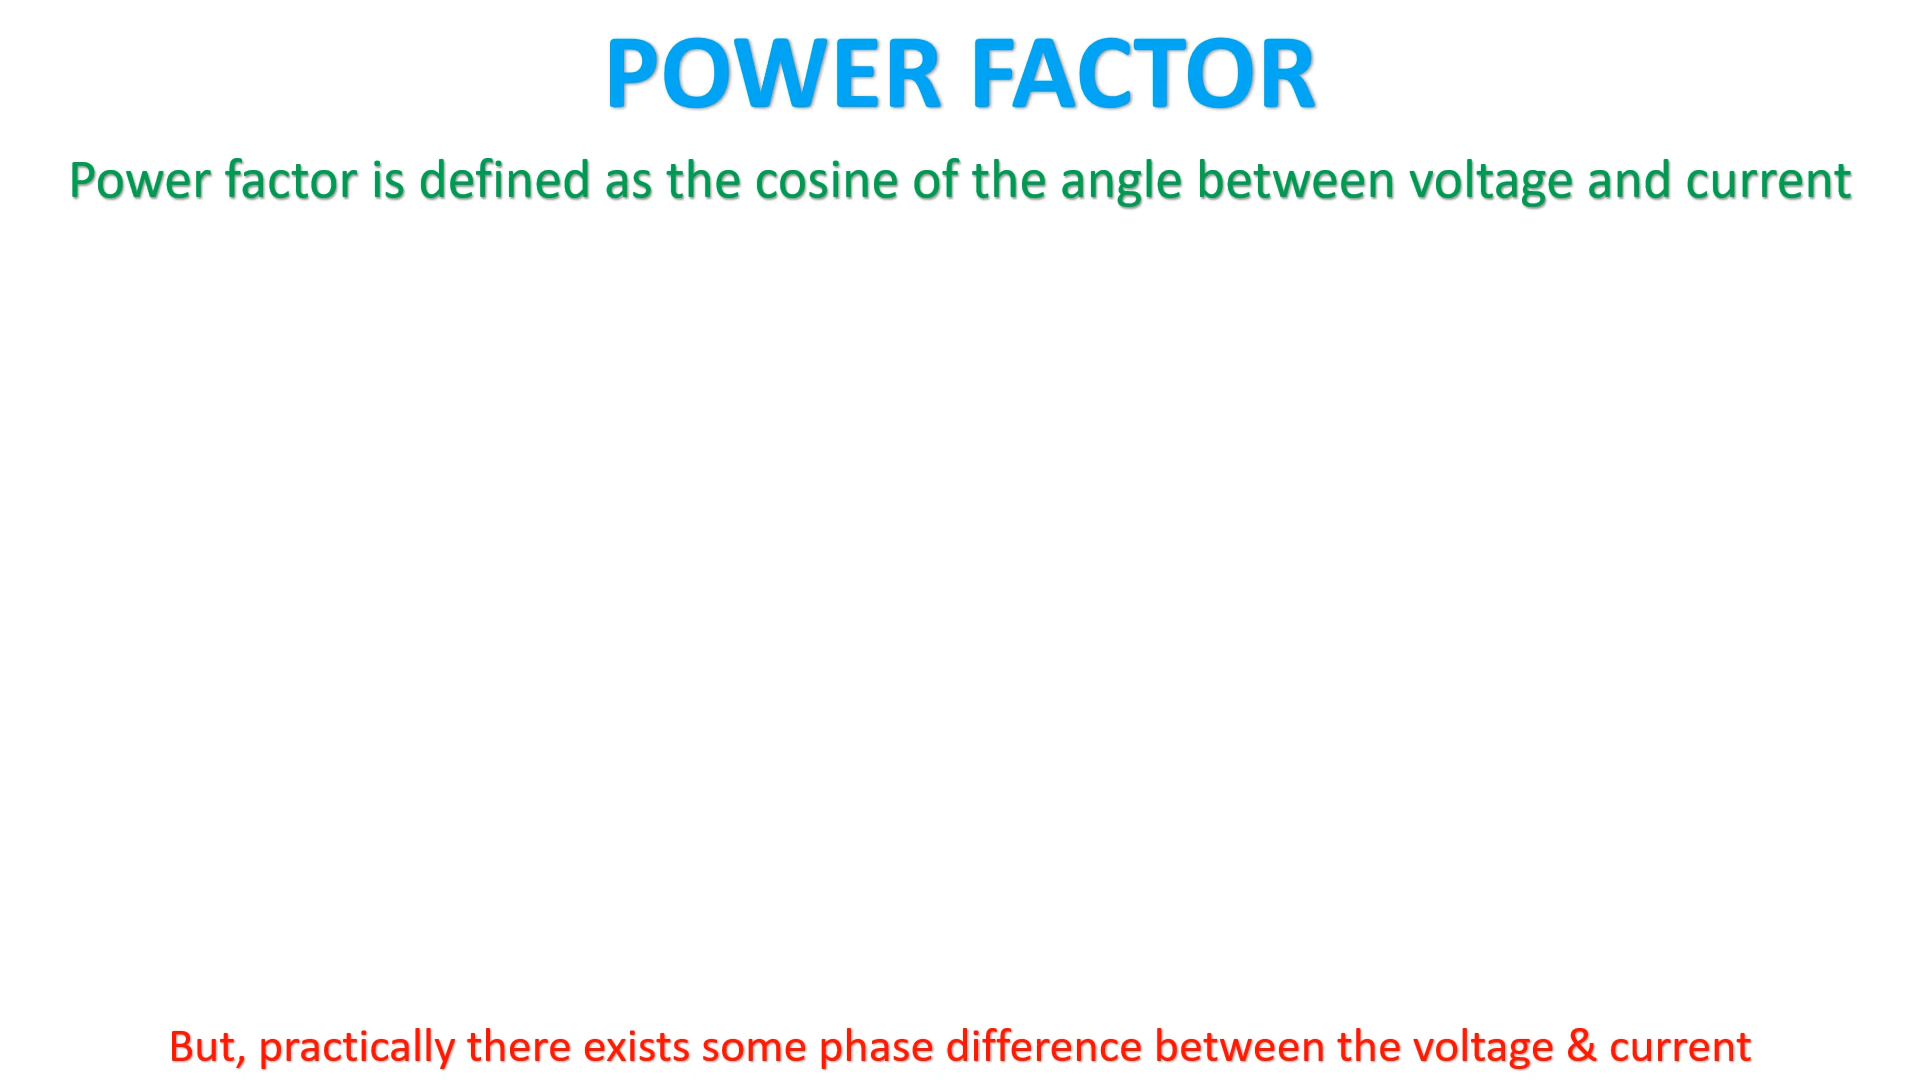 POWER FACTOR
Power factor is defined as the cosine of the angle between voltage and current
But, practically there exists some phase difference between the voltage & current